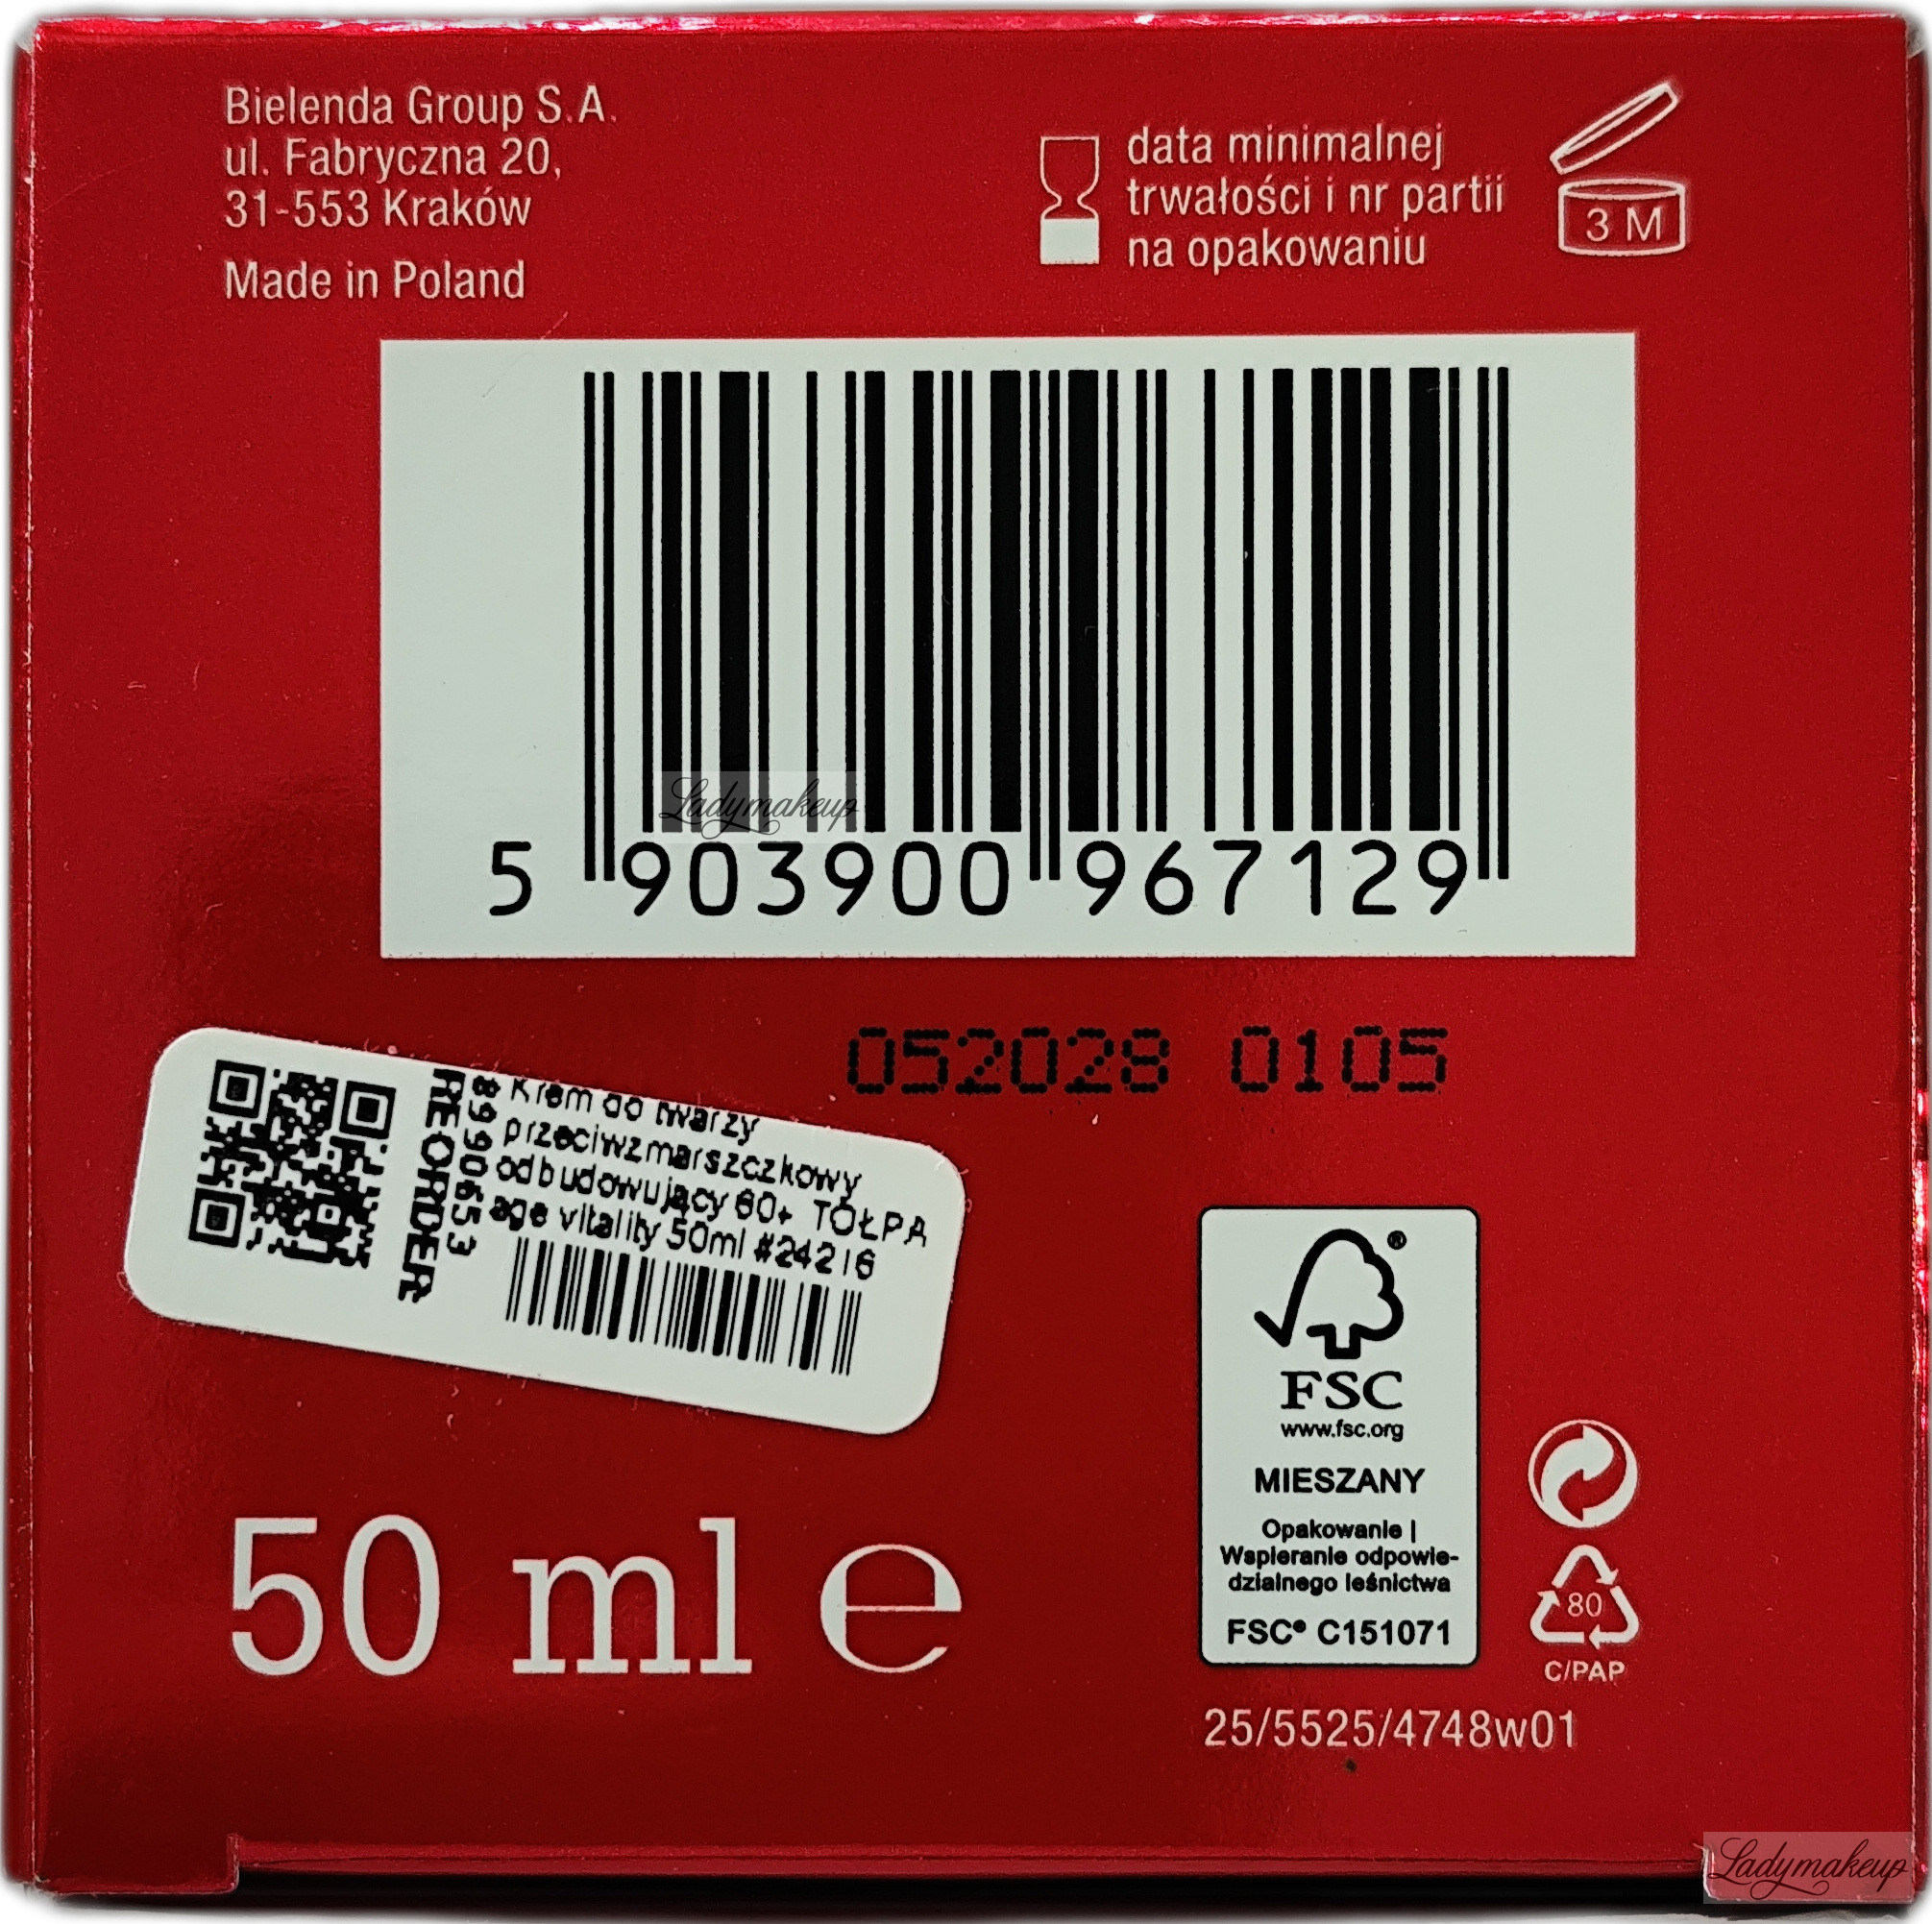 Bielenda Group S.A.
ul. Fabryczna 20,
31-553 Kraków
Made in Poland
data minimalnej
trwałości i nr partii
na opakowaniu
3 M
Ladymakeup
5 903900 967129
052028 0105
REORDER
89990653
Krem do twarzy
przeciwzmarszczkowy
odbudowujący 60+ TOŁPA
age vitality 50ml #24216
50 ml e
FSC®
www.fsc.org
MIESZANY
Opakowanie |
Wspieranie odpowie-
dzialnego leśnictwa
FSC® C151071
80
C/PAP
25/5525/4748w01
Ladymakeup